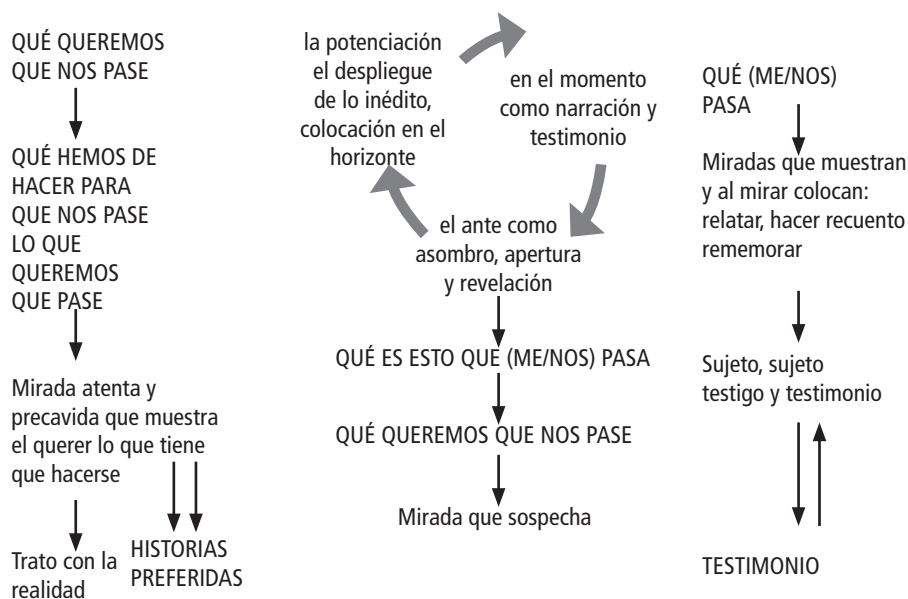 QUÉ QUEREMOS
QUE NOS PASE
QUÉ HEMOS DE
HACER PARA
QUE NOS PASE
LO QUE
QUEREMOS
QUE PASE
Mirada atenta y
precavida que muestra
el querer lo que tiene
que hacerse
Trato con la
realidad
HISTORIAS
PREFERIDAS
la potenciación
el despliegue
de lo inédito,
colocación en el
horizonte
en el momento
como narración y
testimonio
el ante como
asombro, apertura
y revelación
QUÉ ES ESTO QUE (ME/NOS) PASA
QUÉ QUEREMOS QUE NOS PASE
Mirada que sospecha
QUÉ (ME/NOS)
PASA
Miradas que muestran
y al mirar colocan:
relatar, hacer recuento
rememorar
Sujeto, sujeto
testigo y testimonio
TESTIMONIO